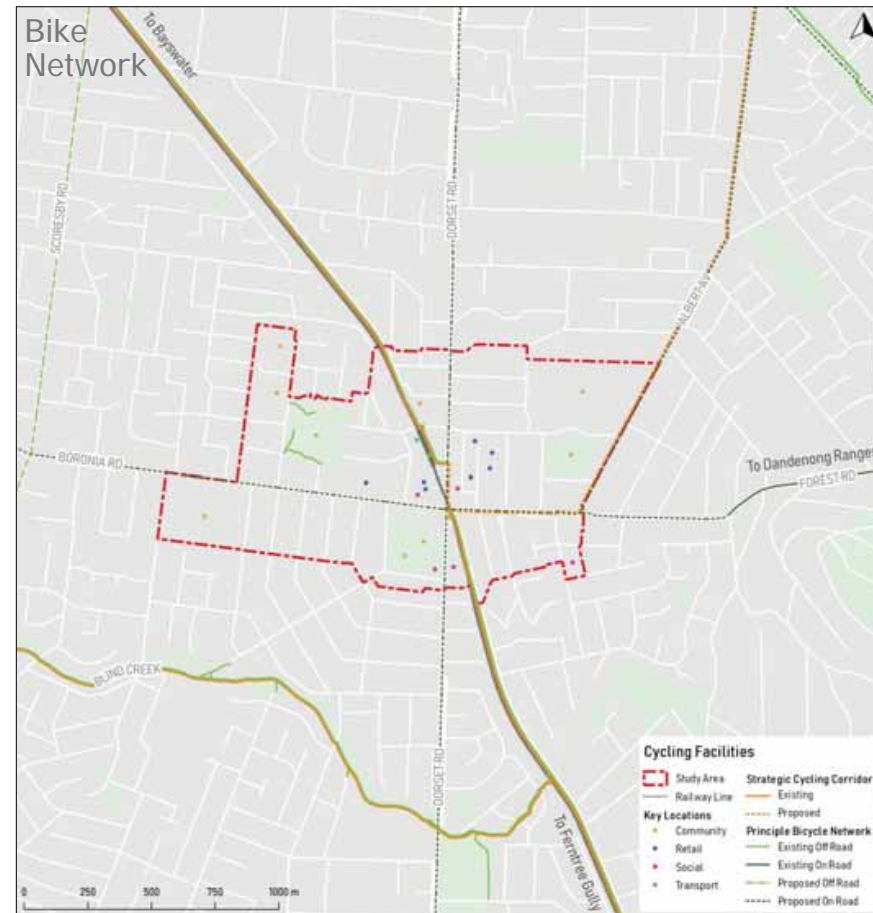 Bike
Network
To Bayswater
SCORESBY RD
DORSET RD
ALBERT AV
BORONIA RD
To Dandenong Ranges
FOREST RD
BLIND CREEK
DORSET RD
To Ferntree Gully
Cycling Facilities
Study Area
Railway Line
Key Locations
Community
Retail
Social
Transport
Strategic Cycling Corridor
Existing
Proposed
Principle Bicycle Network
Existing Off Road
Existing On Road
Proposed Off Road
Proposed On Road
0 250 500 750 1000 m